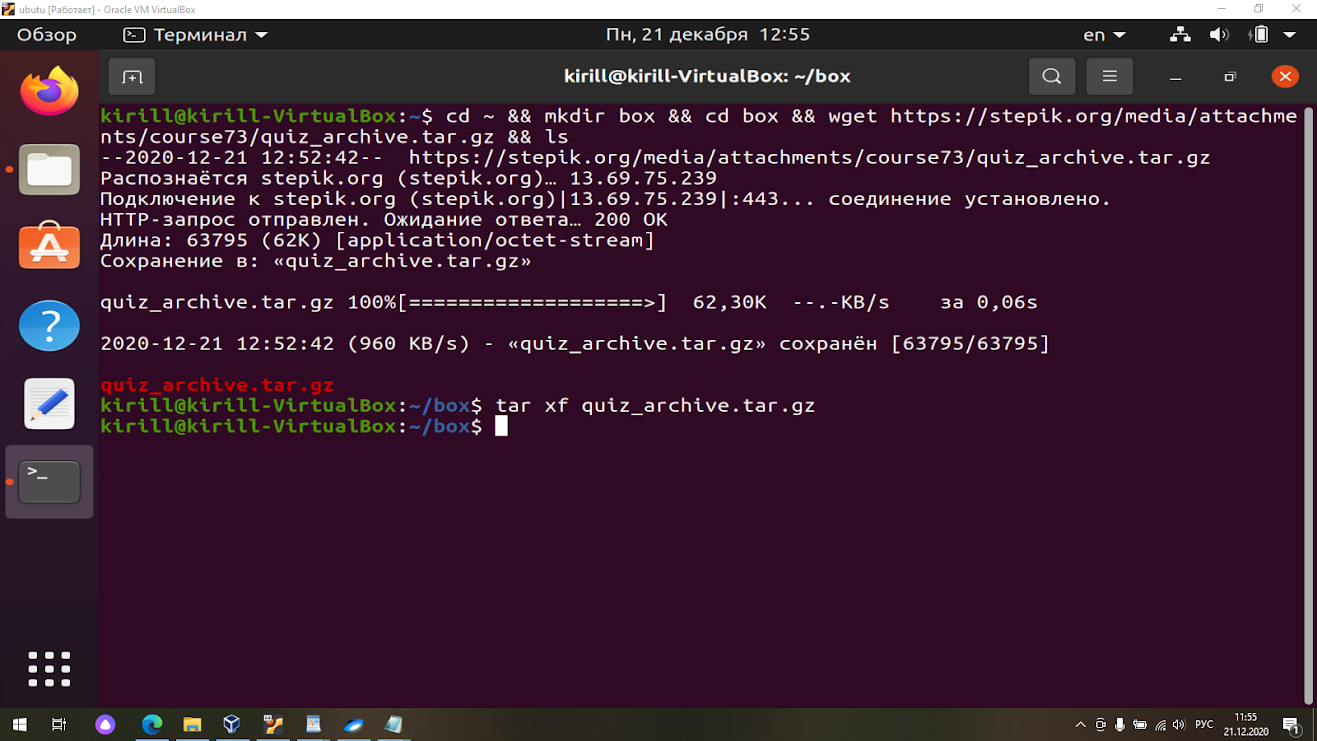 ubutu [Работает] - Oracle VM VirtualBox
Обзор Терминал Пн, 21 декабря 12:55 en
kirill@kirill-VirtualBox: ~/box
kirill@kirill-VirtualBox:~$ cd ~ && mkdir box && cd box && wget https://stepik.org/media/attachme
nts/course73/quiz_archive.tar.gz && ls
--2020-12-21 12:52:42-- https://stepik.org/media/attachments/course73/quiz_archive.tar.gz
Распознаётся stepik.org (stepik.org)… 13.69.75.239
Подключение к stepik.org (stepik.org)|13.69.75.239|:443... соединение установлено.
HTTP-запрос отправлен. Ожидание ответа… 200 OK
Длина: 63795 (62K) [application/octet-stream]
Сохранение в: «quiz_archive.tar.gz»
quiz_archive.tar.gz 100%[===================>] 62,30K --.-KB/s за 0,06s
2020-12-21 12:52:42 (960 KB/s) - «quiz_archive.tar.gz» сохранён [63795/63795]
quiz_archive.tar.gz
kirill@kirill-VirtualBox:~/box$ tar xf quiz_archive.tar.gz
kirill@kirill-VirtualBox:~/box$
РУС 11:55
21.12.2020 1